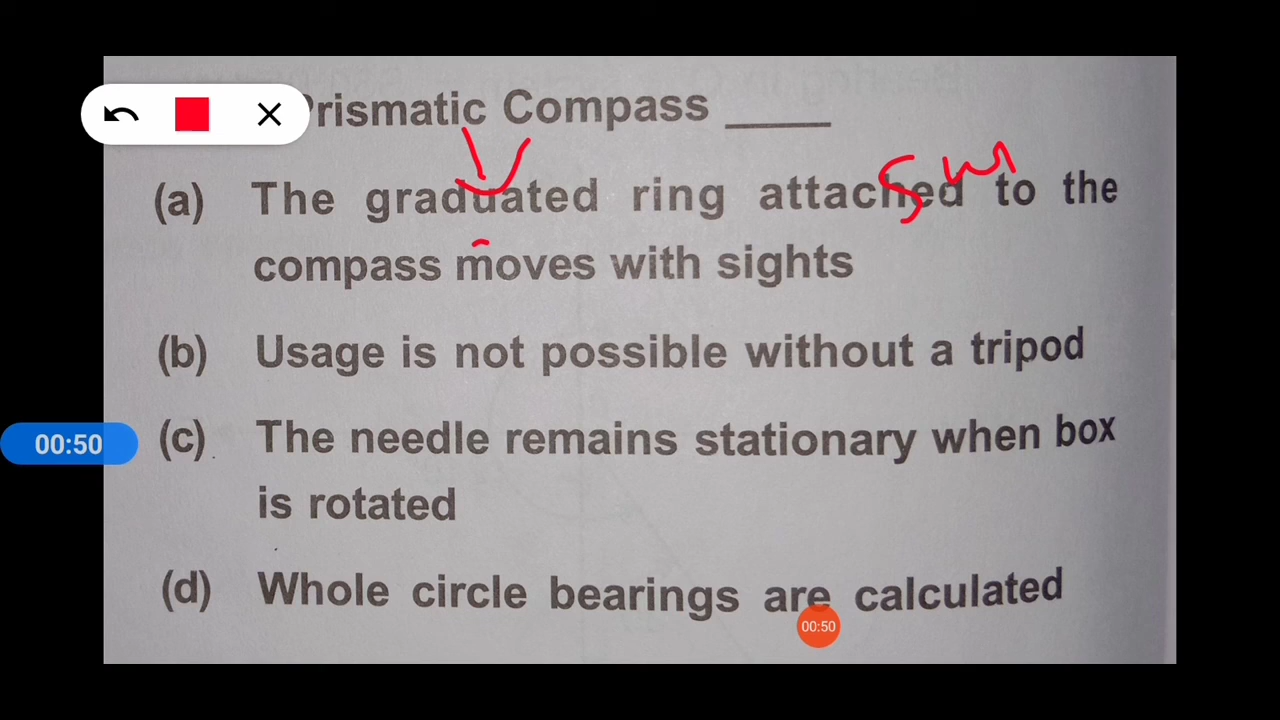 Prismatic Compass _____
(a) The graduated ring attached to the
compass moves with sights
(b) Usage is not possible without a tripod
00:50
(c) The needle remains stationary when box
is rotated
(d) Whole circle bearings are calculated
00:50